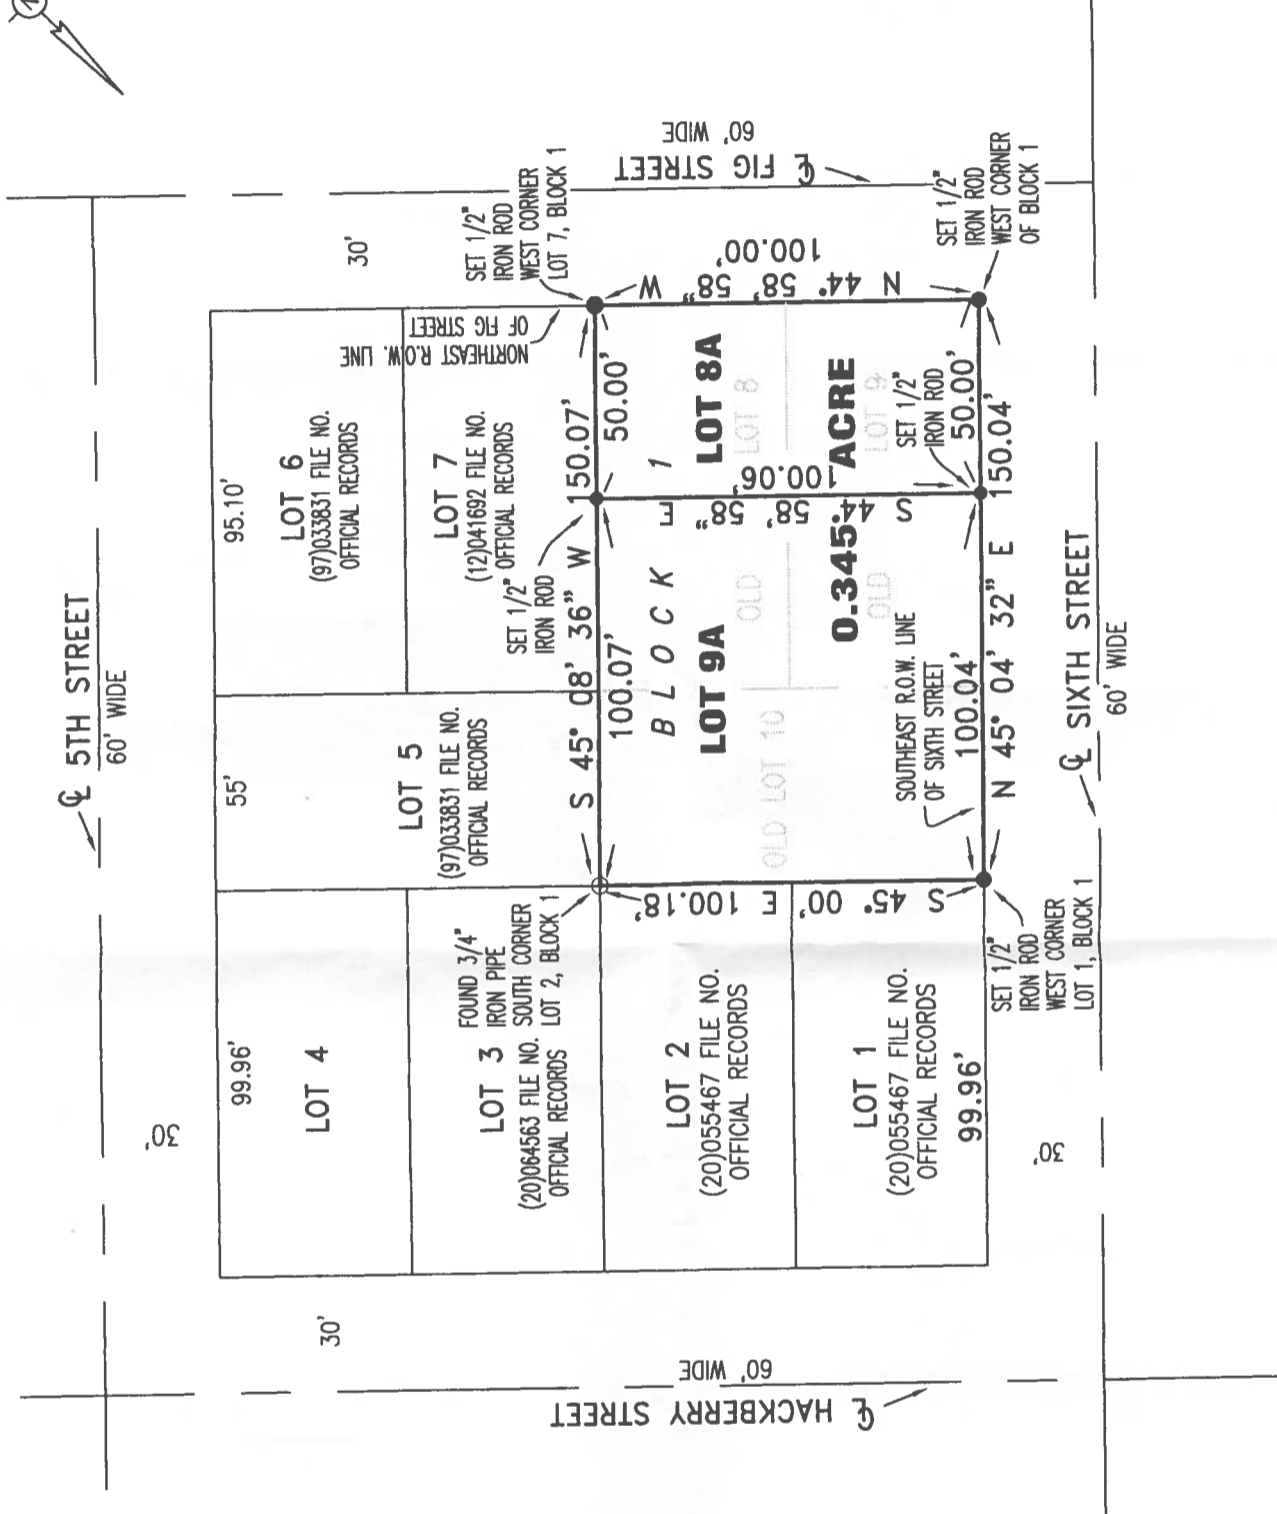 ℄ 5TH STREET
60' WIDE
30'
30'
30'
99.96'
LOT 4
55'
95.10'
LOT 6
(97)033831 FILE NO.
OFFICIAL RECORDS
LOT 5
(97)033831 FILE NO.
OFFICIAL RECORDS
LOT 7
(12)041692 FILE NO.
OFFICIAL RECORDS
NORTHEAST R.O.W. LINE
OF FIG STREET
SET 1/2"
IRON ROD
WEST CORNER
LOT 7, BLOCK 1
℄ FIG STREET
60' WIDE
LOT 3
(20)064563 FILE NO.
OFFICIAL RECORDS
FOUND 3/4"
IRON PIPE
SOUTH CORNER
LOT 2, BLOCK 1
SET 1/2"
IRON ROD
S 45° 08' 36" W 150.07'
100.07'
50.00'
BLOCK 1
LOT 9A
LOT 8A
0.345 ACRE
OLD LOT 8
OLD LOT 9
OLD LOT 10
N 44° 58' 58" W
100.00'
S 44° 58' 58" E
100.06'
S 45° 00' E 100.18'
LOT 2
(20)055467 FILE NO.
OFFICIAL RECORDS
LOT 1
(20)055467 FILE NO.
OFFICIAL RECORDS
99.96'
SOUTHEAST R.O.W. LINE
OF SIXTH STREET
SET 1/2"
IRON ROD
100.04'
50.00'
N 45° 04' 32" E 150.04'
SET 1/2"
IRON ROD
WEST CORNER
OF BLOCK 1
SET 1/2"
IRON ROD
WEST CORNER
LOT 1, BLOCK 1
30'
℄ SIXTH STREET
60' WIDE
℄ HACKBERRY STREET
60' WIDE